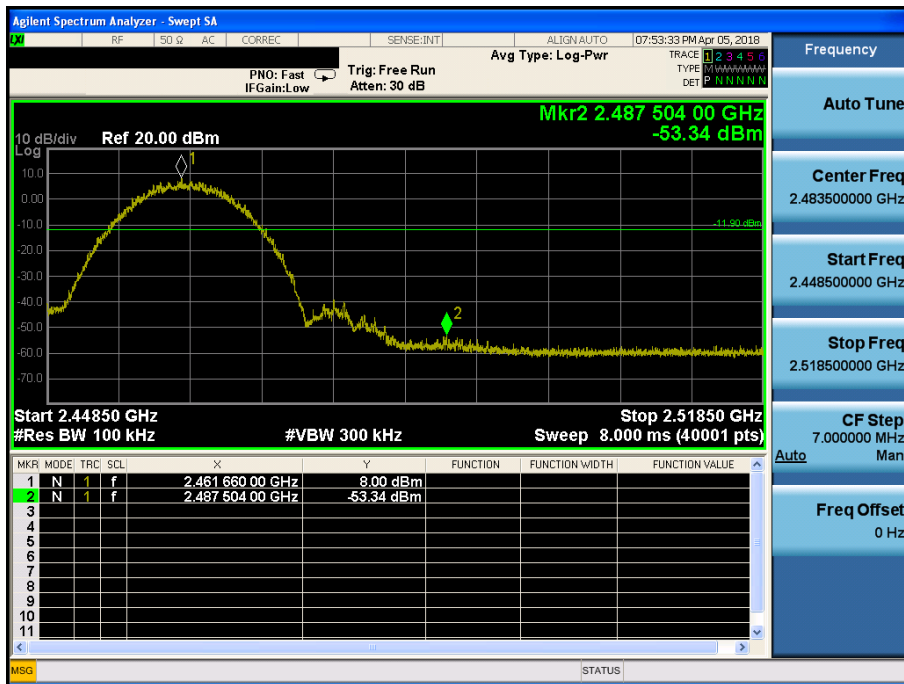 Agilent Spectrum Analyzer - Swept SA
LXI RF 50 Ω AC CORREC SENSE:INT ALIGN AUTO 07:53:33 PM Apr 05, 2018
Frequency
PNO: Fast
IFGain:Low
Trig: Free Run
Atten: 30 dB
Avg Type: Log-Pwr
TRACE 1 2 3 4 5 6
TYPE M W W W W W
DET P N N N N N
Auto Tune
Mkr2 2.487 504 00 GHz
-53.34 dBm
10 dB/div Ref 20.00 dBm
Log
10.0
0.00
-10.0
-20.0
-30.0
-40.0
-50.0
-60.0
-70.0
1
-11.90 dBm
2
Center Freq
2.483500000 GHz
Start Freq
2.448500000 GHz
Stop Freq
2.518500000 GHz
Start 2.44850 GHz Stop 2.51850 GHz
#Res BW 100 kHz #VBW 300 kHz Sweep 8.000 ms (40001 pts)
CF Step
7.000000 MHz
Auto Man
MKR MODE TRC SCL X Y FUNCTION FUNCTION WIDTH FUNCTION VALUE
1 N 1 f 2.461 660 00 GHz 8.00 dBm
2 N 1 f 2.487 504 00 GHz -53.34 dBm
3
4
5
6
7
8
9
10
11
Freq Offset
0 Hz
MSG STATUS